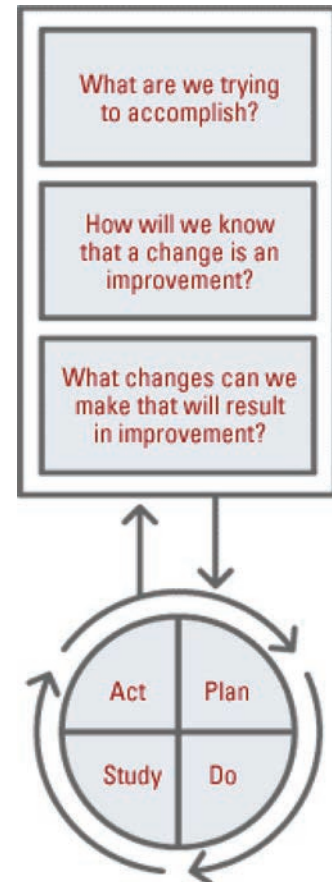 What are we trying
to accomplish?
How will we know
that a change is an
improvement?
What changes can we
make that will result
in improvement?
Act
Plan
Study
Do